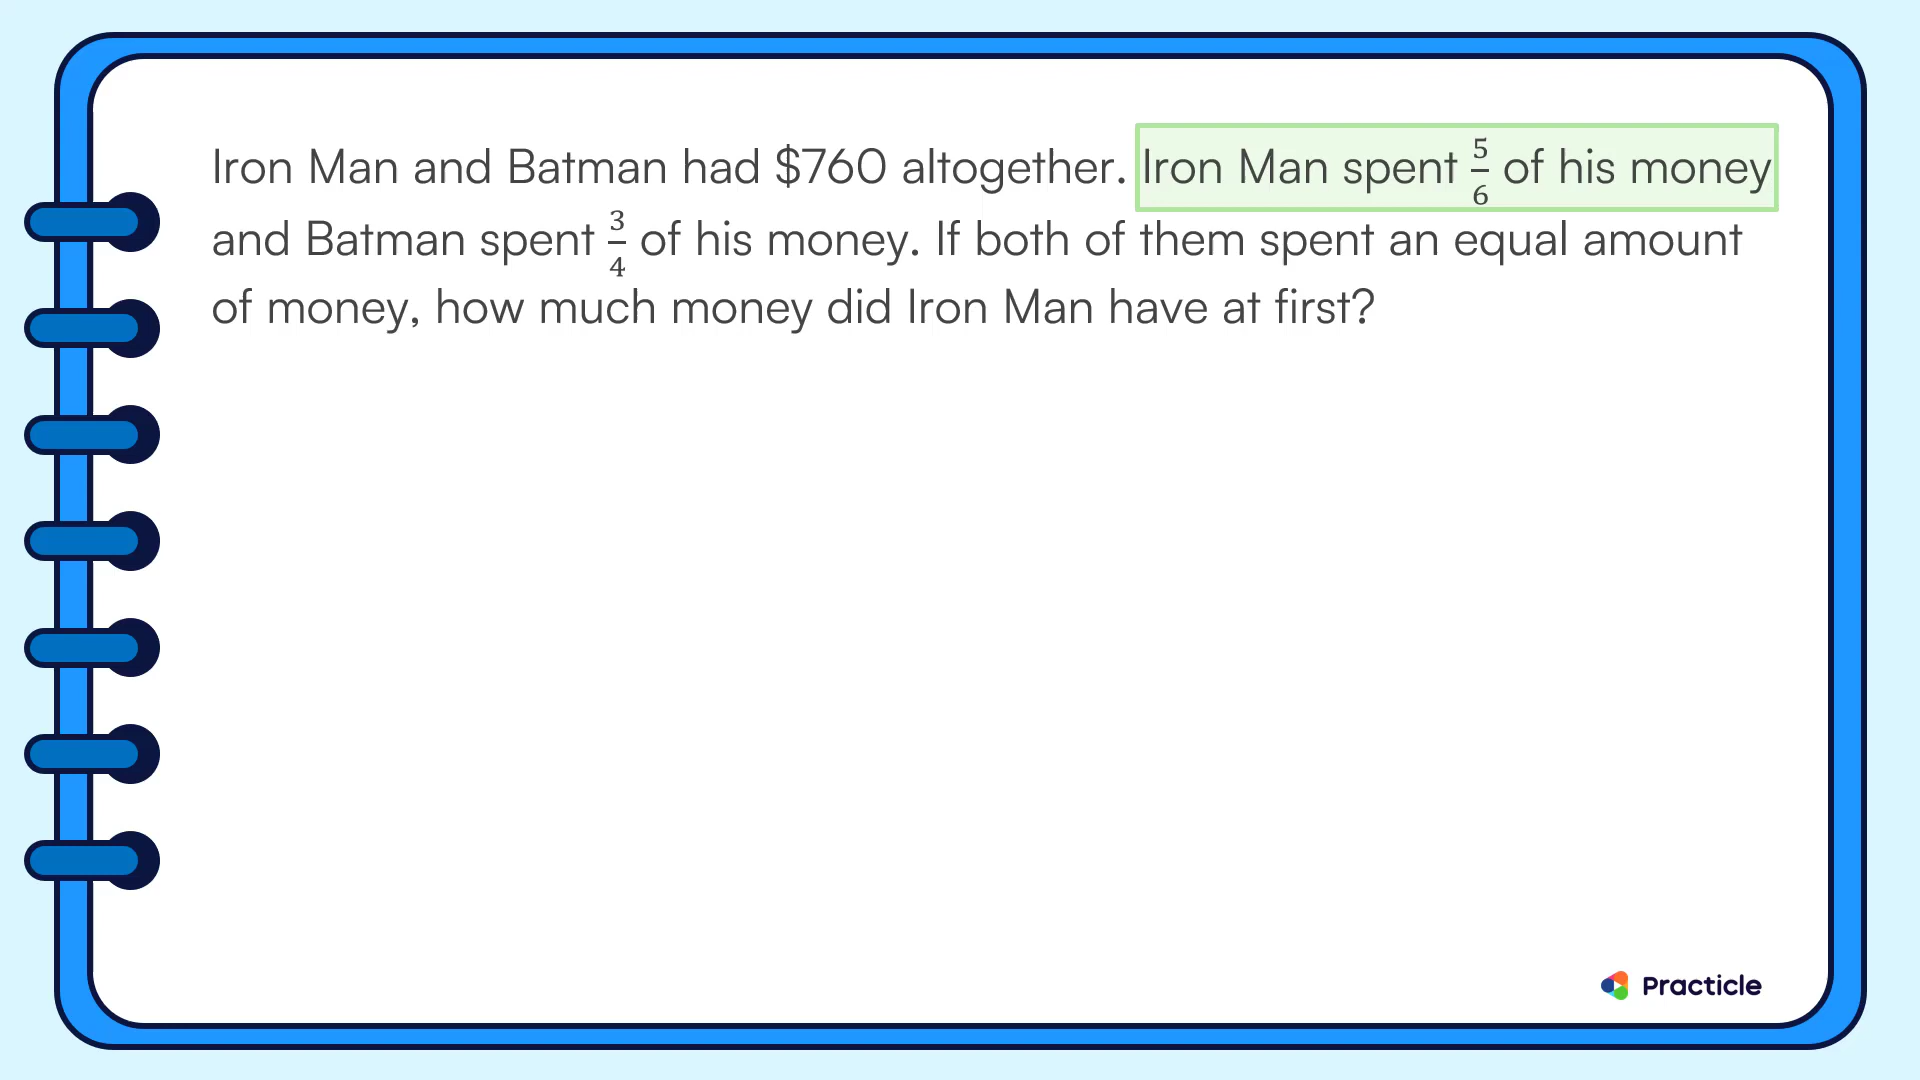 Iron Man and Batman had $760 altogether. Iron Man spent 5/6 of his money
and Batman spent 3/4 of his money. If both of them spent an equal amount
of money, how much money did Iron Man have at first?
Practicle